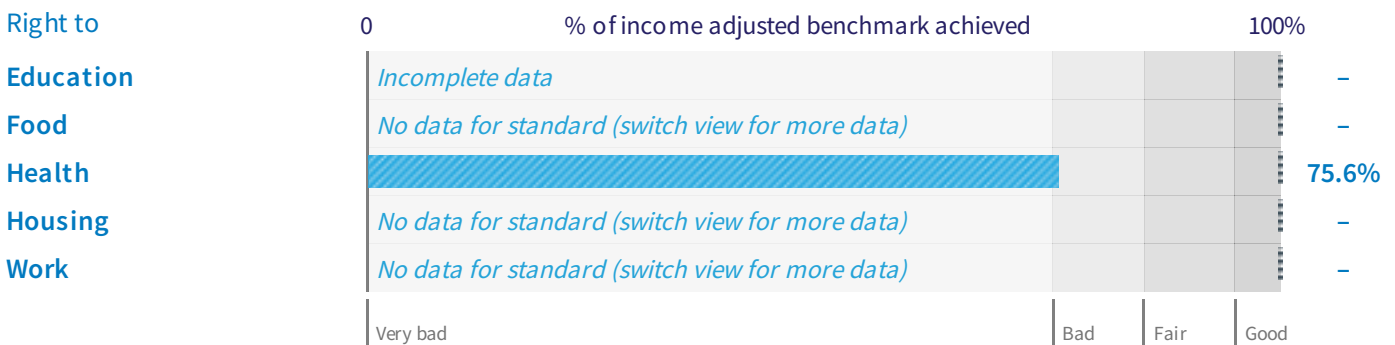 Right to 0 % of income adjusted benchmark achieved 100%
Education Incomplete data –
Food No data for standard (switch view for more data) –
Health 75.6%
Housing No data for standard (switch view for more data) –
Work No data for standard (switch view for more data) –
Very bad Bad Fair Good